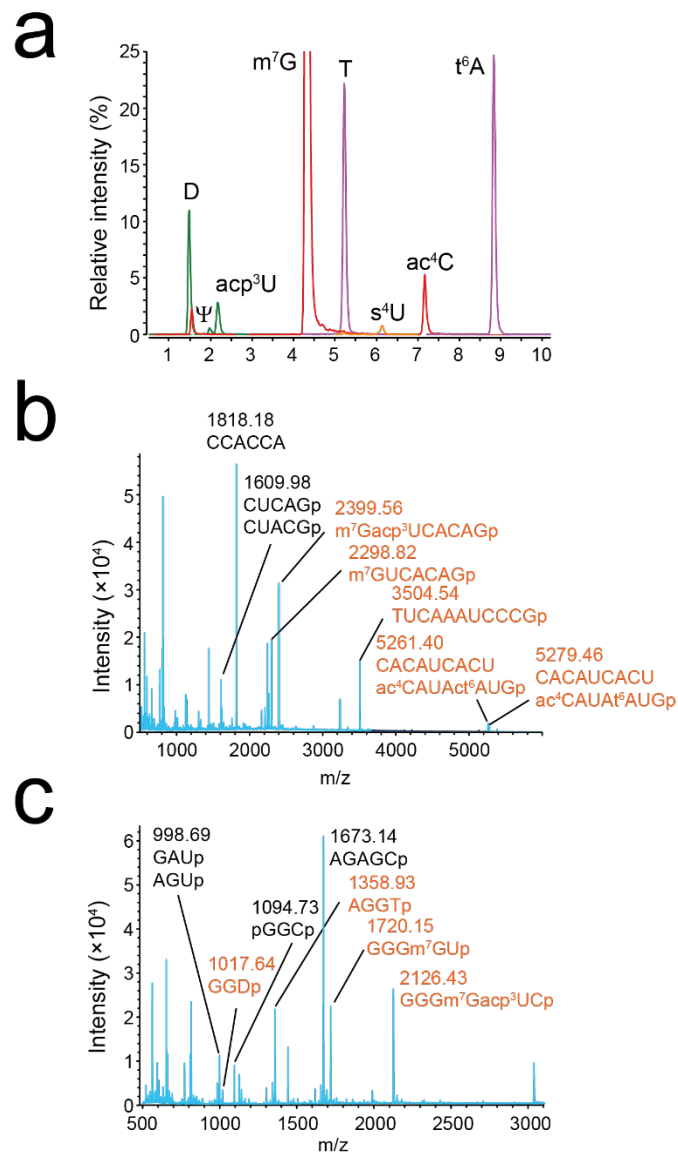 a
Relative intensity (%)
25
20
15
10
5
0
m⁷G
T
t⁶A
D
Ψ
acp³U
s⁴U
ac⁴C
1 2 3 4 5 6 7 8 9 10
b
Intensity (×10⁴)
5
4
3
2
1
0
1818.18
CCACCA
1609.98
CUCAGp
CUACGp
2399.56
m⁷Gacp³UCACAGp
2298.82
m⁷GUCACAGp
3504.54
TUCAAAUCCCGp
5261.40
CACAUCACU
ac⁴CAUAct⁶AUGp
5279.46
CACAUCACU
ac⁴CAUAt⁶AUGp
1000 2000 3000 4000 5000
m/z
c
Intensity (×10⁴)
6
5
4
3
2
1
0
998.69
GAUp
AGUp
1017.64
GGDp
1094.73
pGGCp
1673.14
AGAGCp
1358.93
AGGTp
1720.15
GGGm⁷GUp
2126.43
GGGm⁷Gacp³UCp
500 1000 1500 2000 2500 3000
m/z